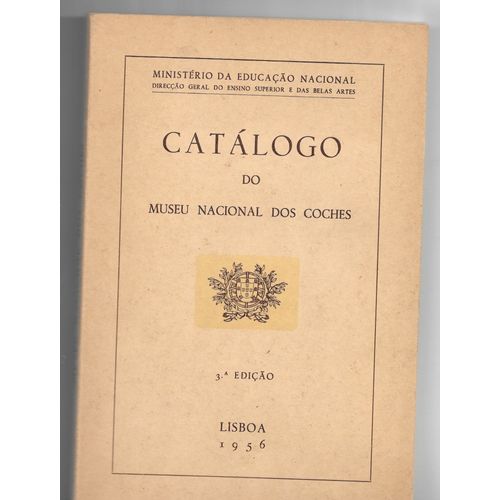 MINISTÉRIO DA EDUCAÇÃO NACIONAL
DIRECÇÃO GERAL DO ENSINO SUPERIOR E DAS BELAS ARTES
CATÁLOGO
DO
MUSEU NACIONAL DOS COCHES
3.ª EDIÇÃO
LISBOA
1956